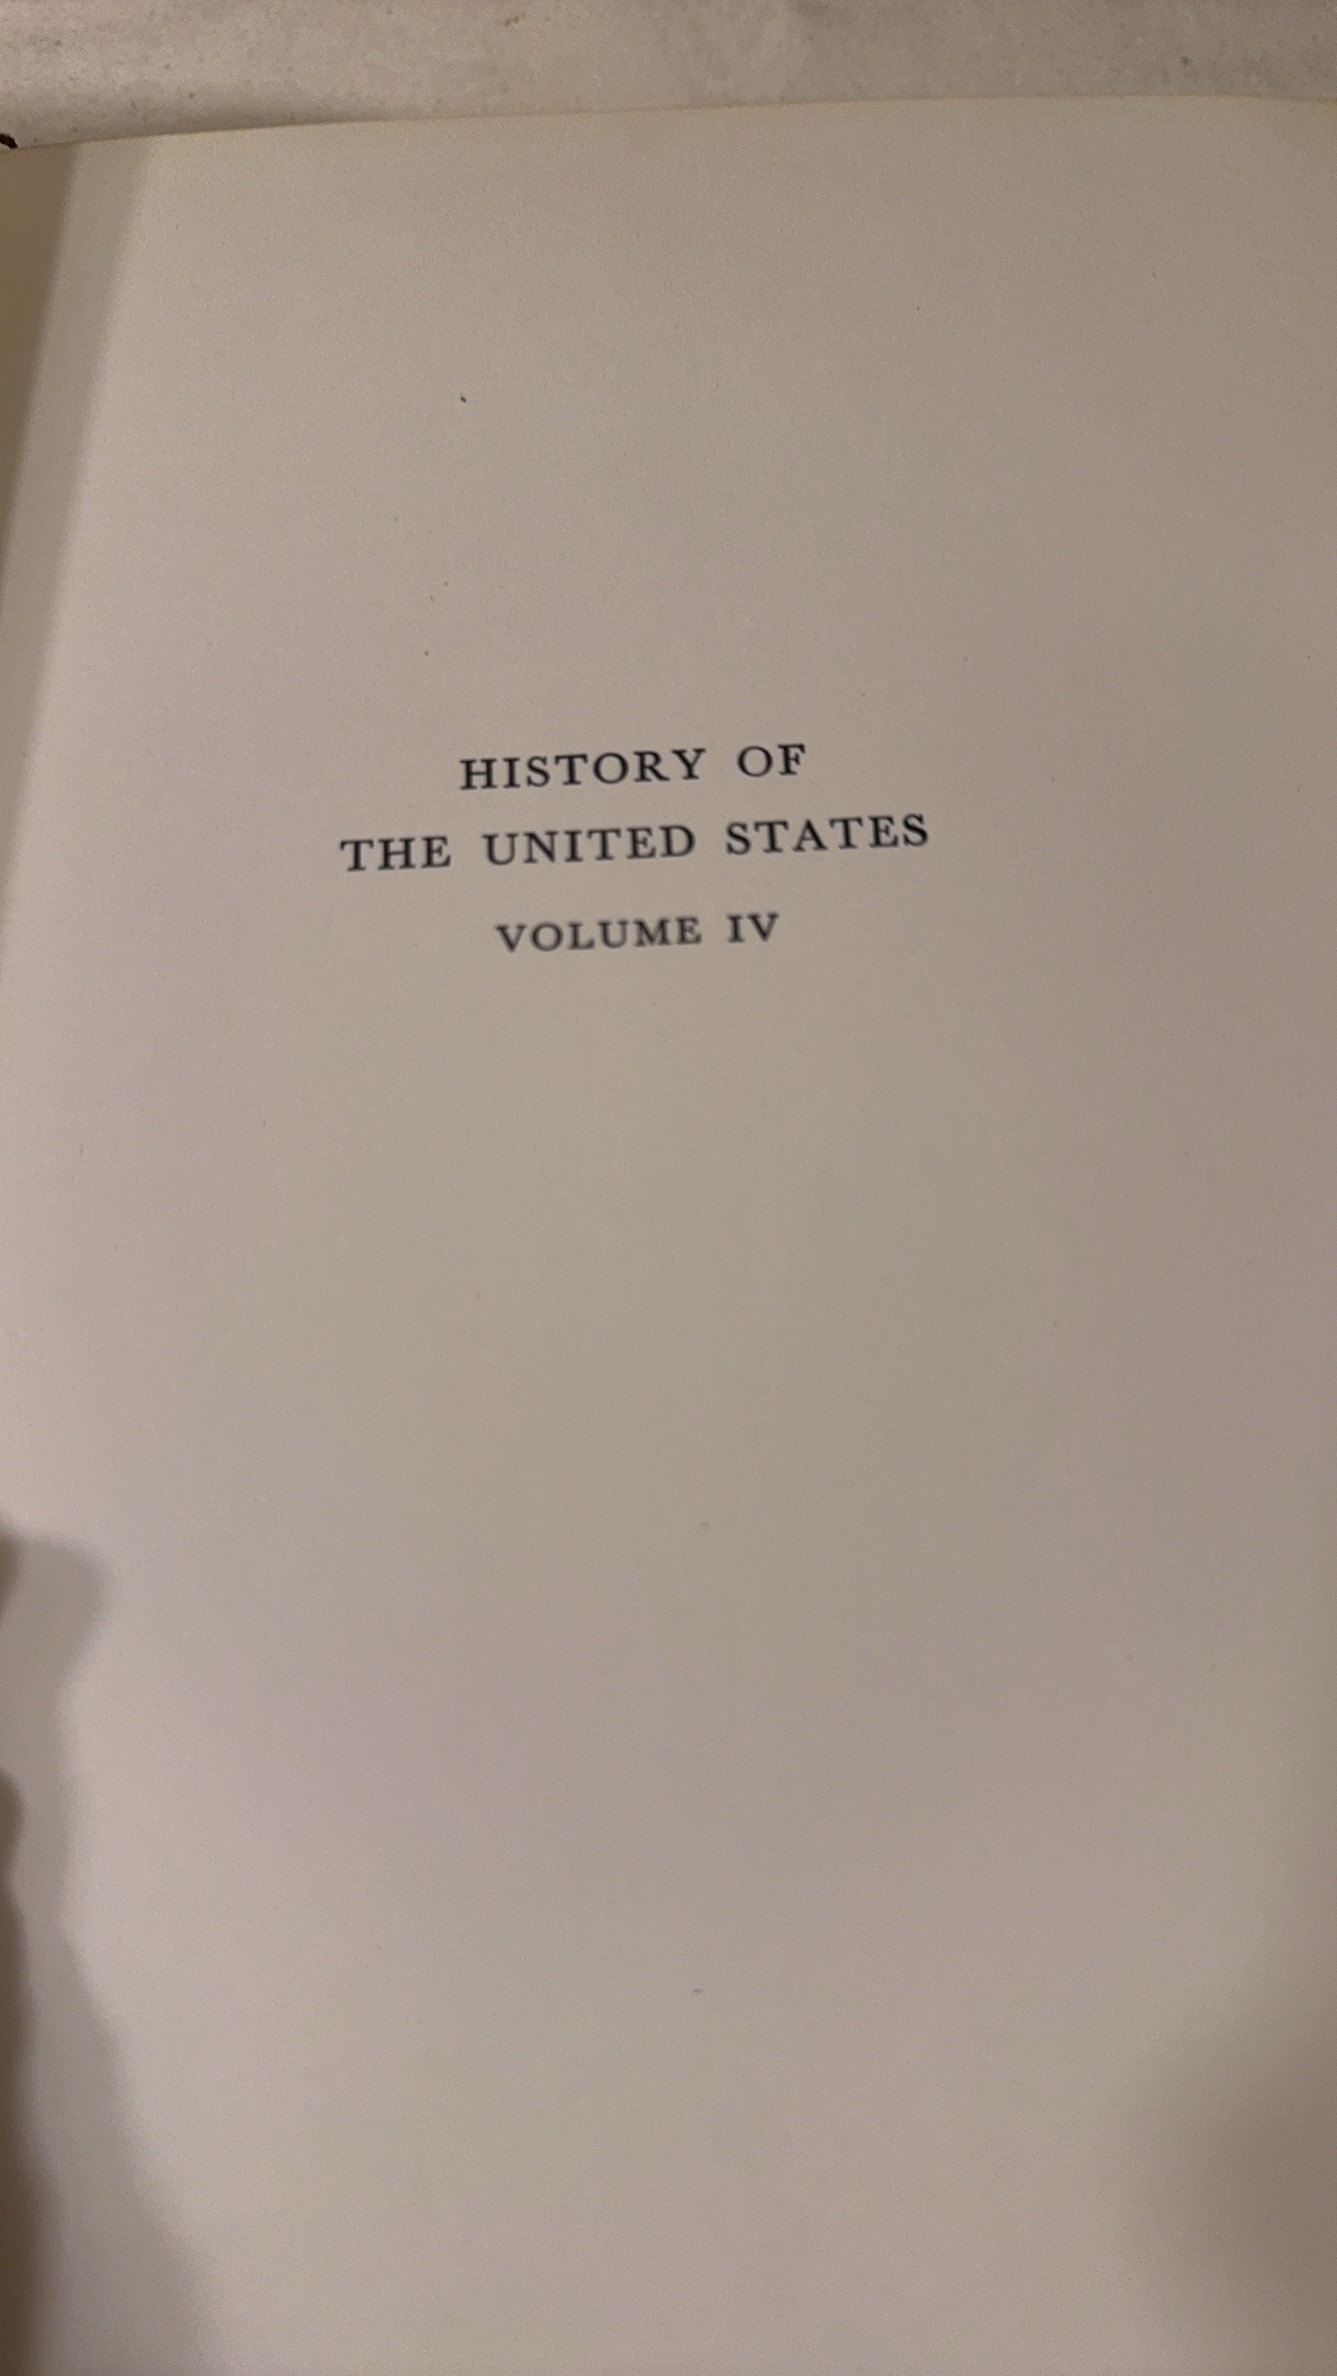 HISTORY OF
THE UNITED STATES
VOLUME IV